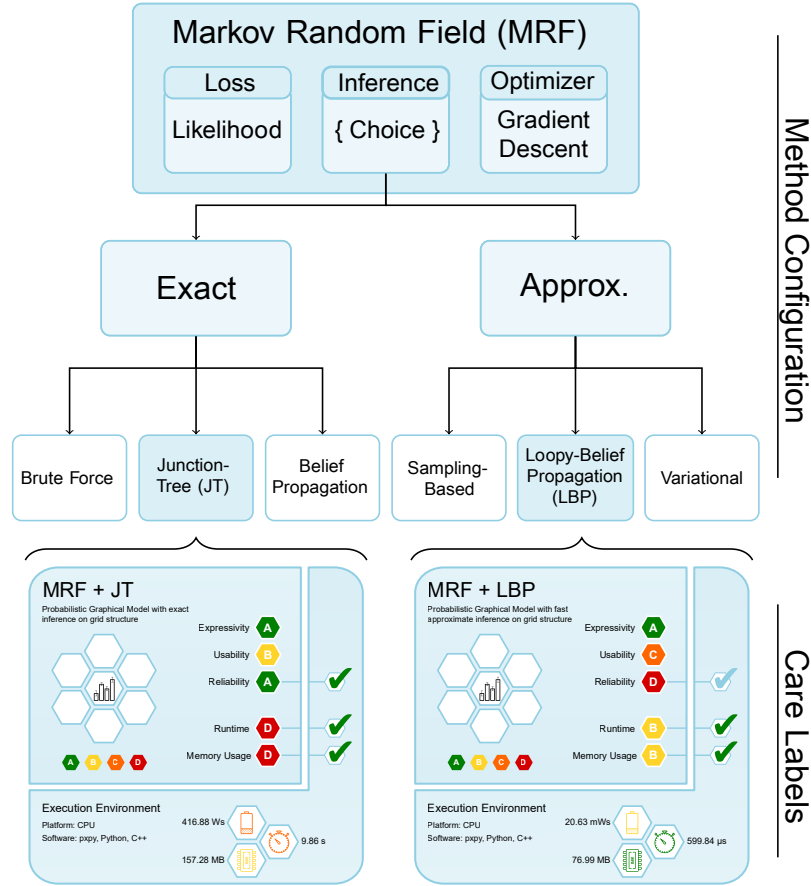 Markov Random Field (MRF)
Loss
Likelihood
Inference
{ Choice }
Optimizer
Gradient
Descent
Method Configuration
Exact
Approx.
Brute Force
Junction-
Tree (JT)
Belief
Propagation
Sampling-
Based
Loopy-Belief
Propagation
(LBP)
Variational
Care Labels
MRF + JT
Probabilistic Graphical Model with exact
inference on grid structure
Expressivity A
Usability B
Reliability A
Runtime D
Memory Usage D
A B C D
Execution Environment
Platform: CPU
Software: pxpy, Python, C++
416.88 Ws
9.86 s
157.28 MB
MRF + LBP
Probabilistic Graphical Model with fast
approximate inference on grid structure
Expressivity A
Usability C
Reliability D
Runtime B
Memory Usage B
A B C D
Execution Environment
Platform: CPU
Software: pxpy, Python, C++
20.63 mWs
599.84 µs
76.99 MB